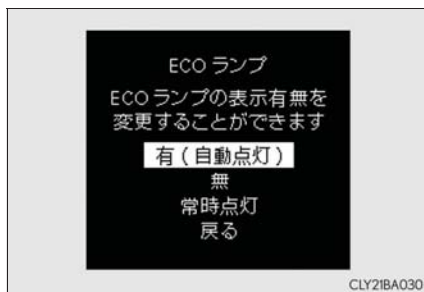 ECO ランプ
ECO ランプの表示有無を
変更することができます
有 ( 自動点灯 )
無
常時点灯
戻る
CLY21BA030